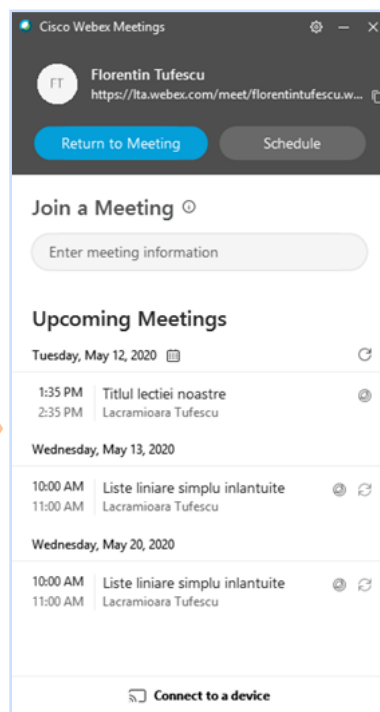 Cisco Webex Meetings
FT
Florentin Tufescu
https://lta.webex.com/meet/florentintufescu.w...
Return to Meeting
Schedule
Join a Meeting
Enter meeting information
Upcoming Meetings
Tuesday, May 12, 2020
1:35 PM Titlul lectiei noastre
2:35 PM Lacramioara Tufescu
Wednesday, May 13, 2020
10:00 AM Liste liniare simplu inlantuite
11:00 AM Lacramioara Tufescu
Wednesday, May 20, 2020
10:00 AM Liste liniare simplu inlantuite
11:00 AM Lacramioara Tufescu
Connect to a device